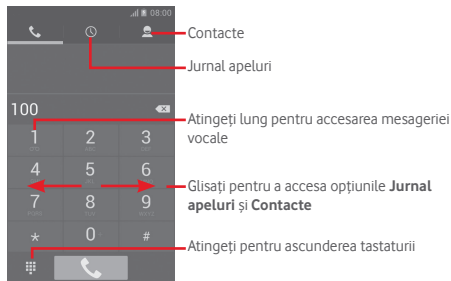 08:00
Contacte
Jurnal apeluri
100
Atingeți lung pentru accesarea mesageriei
vocale
1 2 3
4 5 6
Glisați pentru a accesa opțiunile Jurnal
apeluri și Contacte
7 8 9
* 0 #
Atingeți pentru ascunderea tastaturii